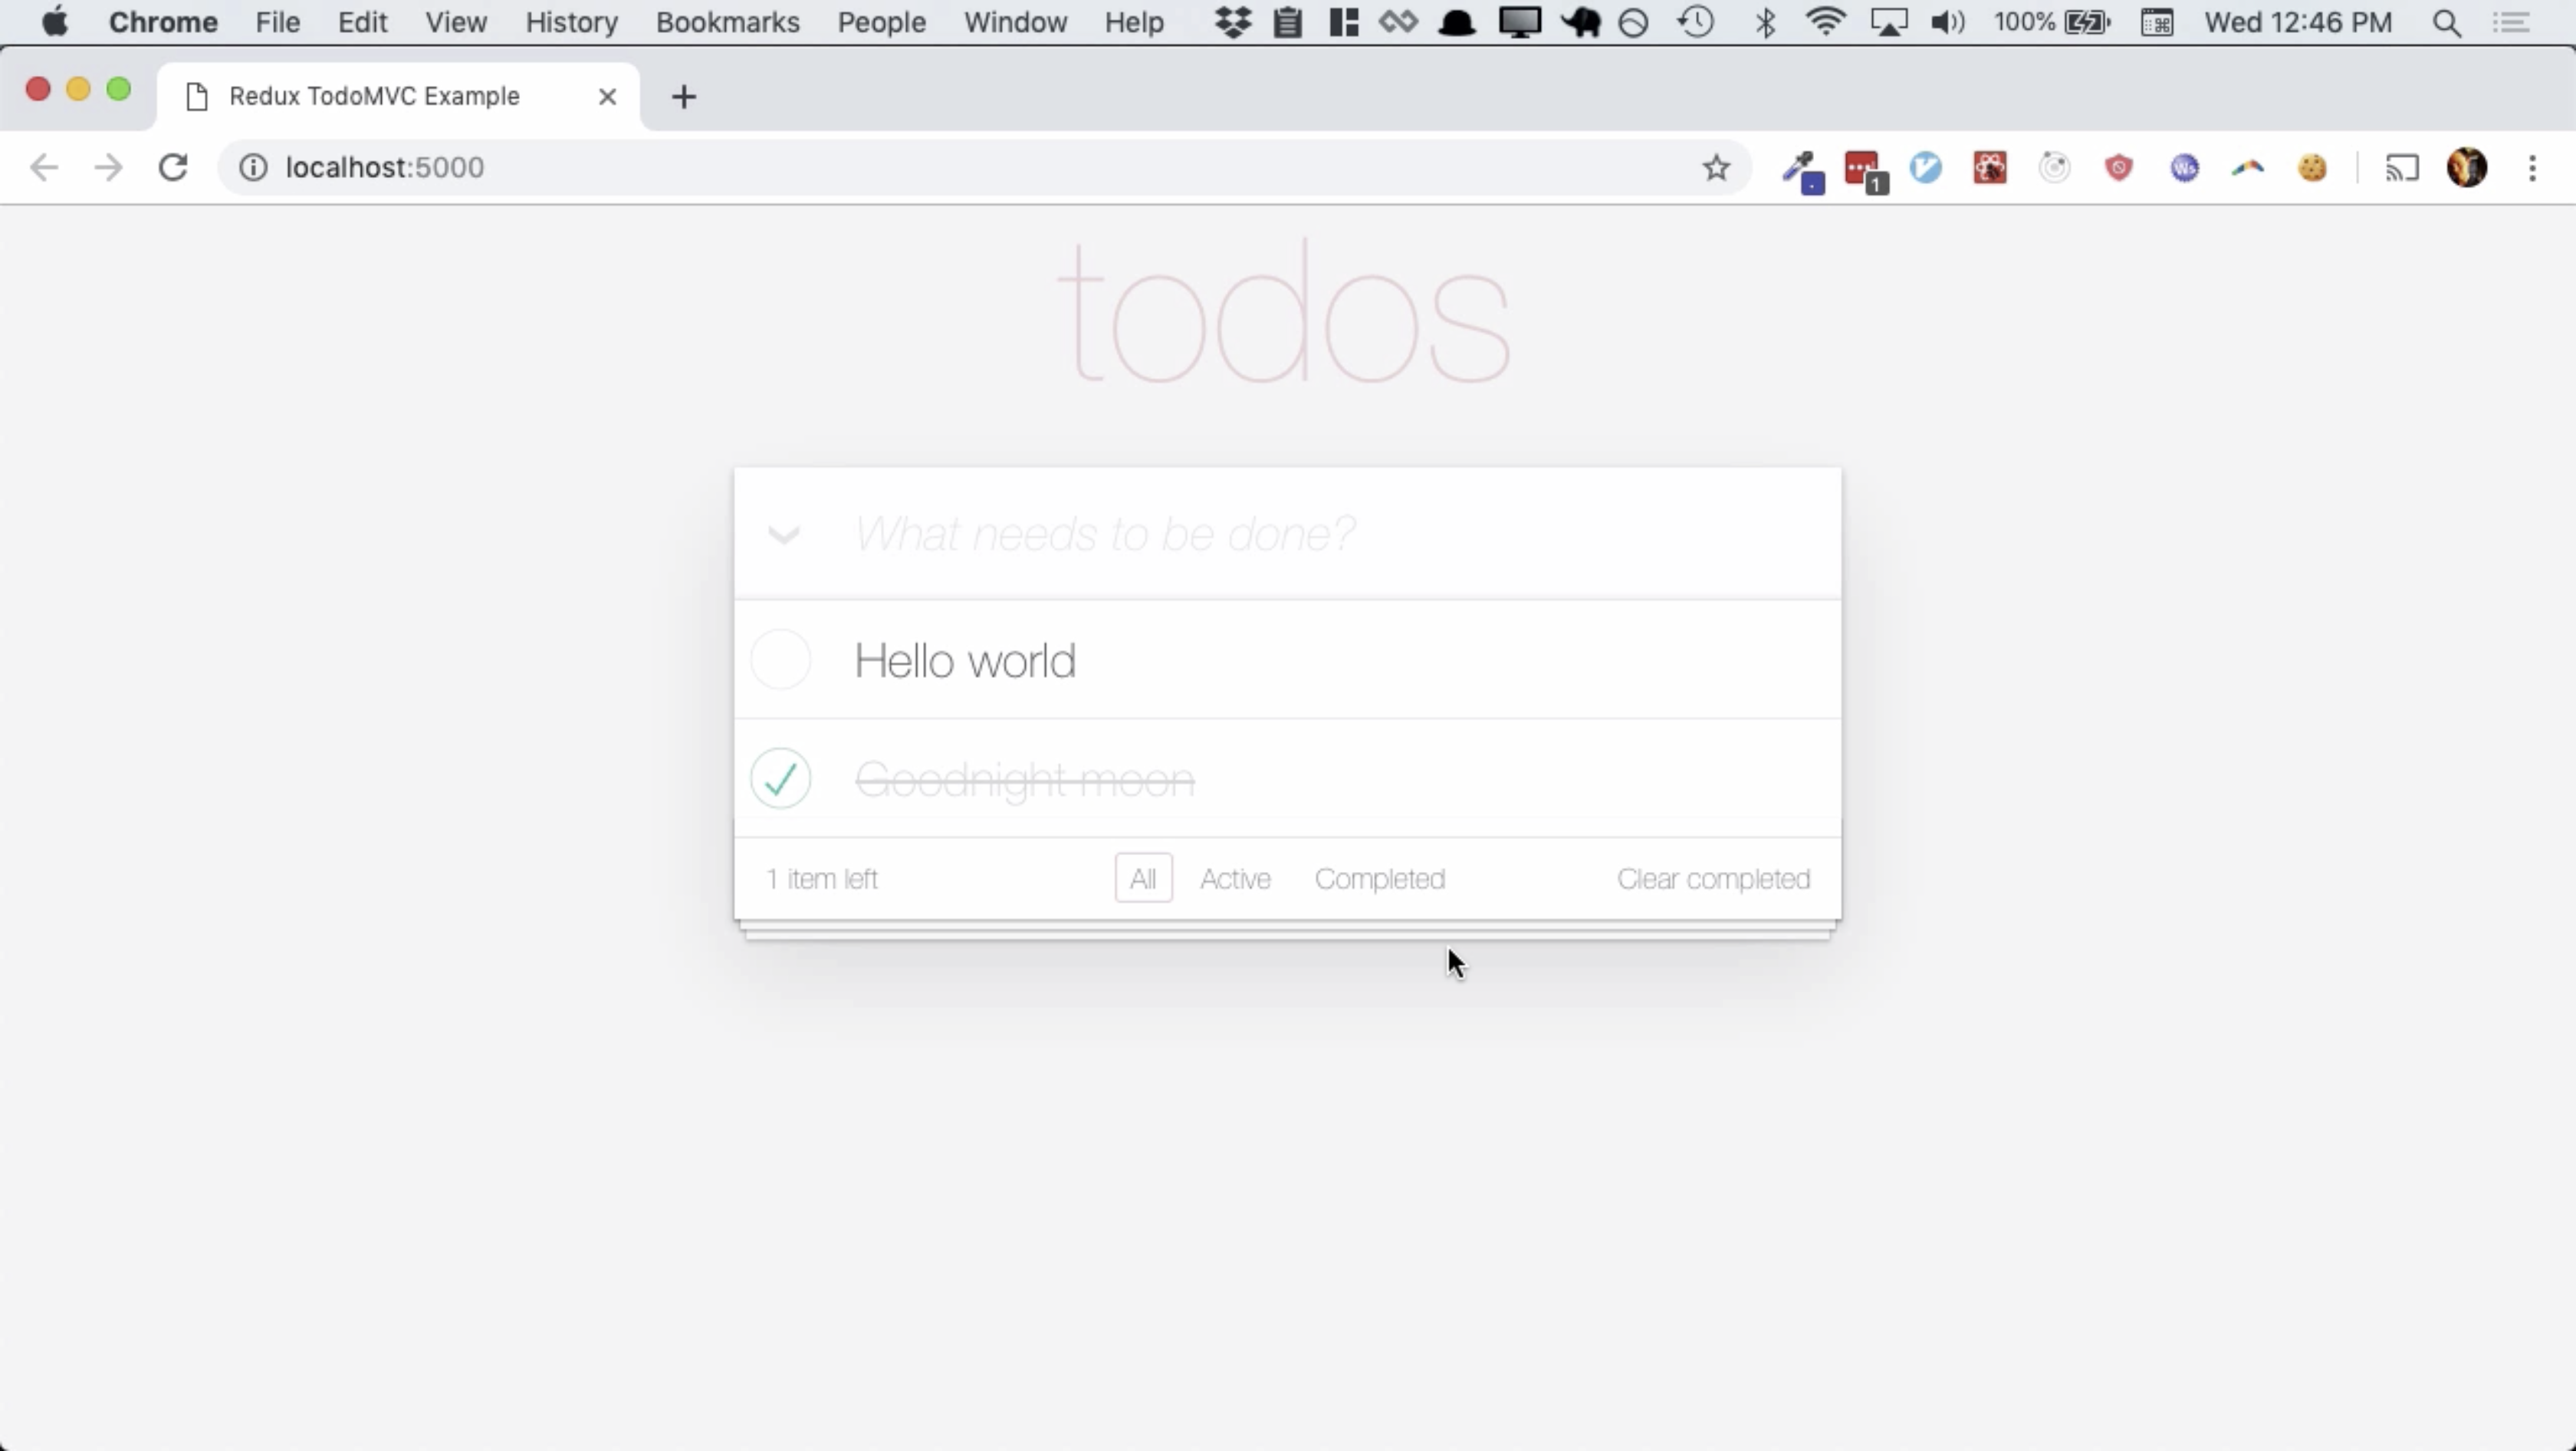 Chrome File Edit View History Bookmarks People Window Help 100% Wed 12:46 PM
Redux TodoMVC Example
localhost:5000
1
Ws
todos
What needs to be done?
Hello world
Goodnight moon
1 item left All Active Completed Clear completed